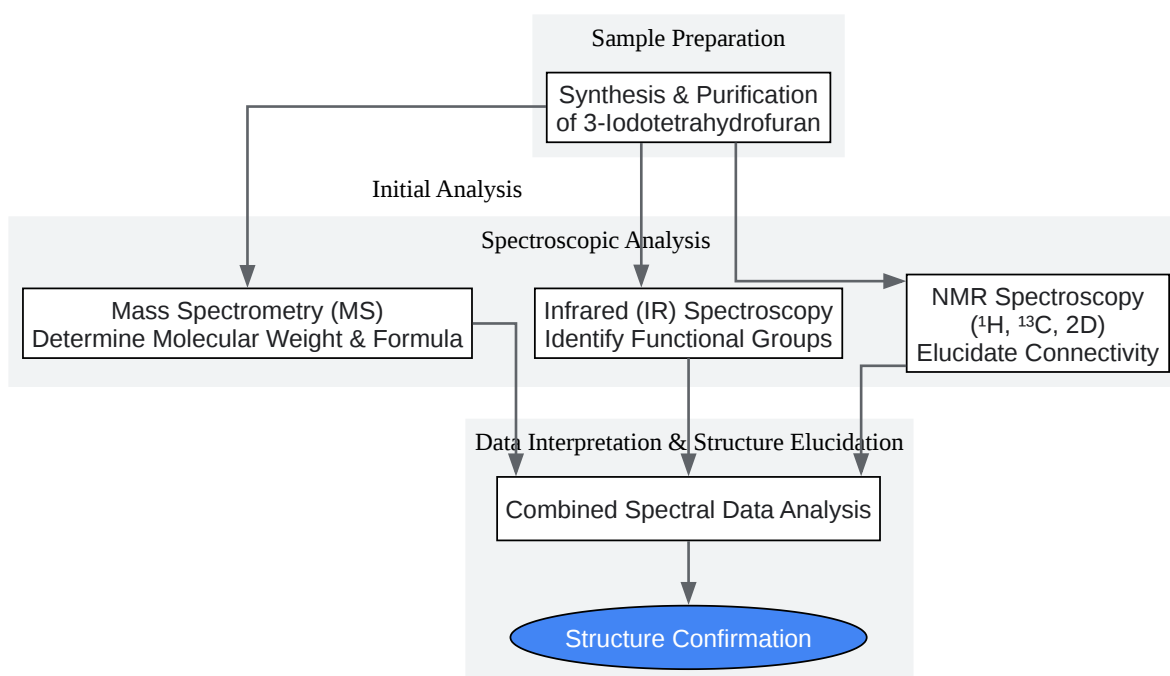 Sample Preparation
Synthesis & Purification
of 3-Iodotetrahydrofuran
Initial Analysis
Spectroscopic Analysis
Mass Spectrometry (MS)
Determine Molecular Weight & Formula
Infrared (IR) Spectroscopy
Identify Functional Groups
NMR Spectroscopy
(¹H, ¹³C, 2D)
Elucidate Connectivity
Data Interpretation & Structure Elucidation
Combined Spectral Data Analysis
Structure Confirmation